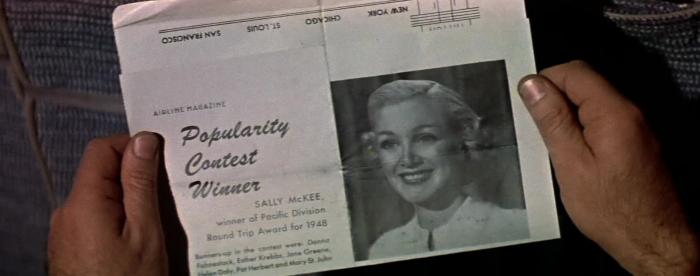 SAN FRANCISCO ST. LOUIS CHICAGO NEW YORK
AIRLINE MAGAZINE
Popularity
Contest
Winner
SALLY McKEE,
winner of Pacific Division
Round Trip Award for 1948
Runners-up in the contest were: Donna
Fahnestock, Esther Krebbs, Jane Greene,
Helen Daly, Pat Herbert and Mary St. John